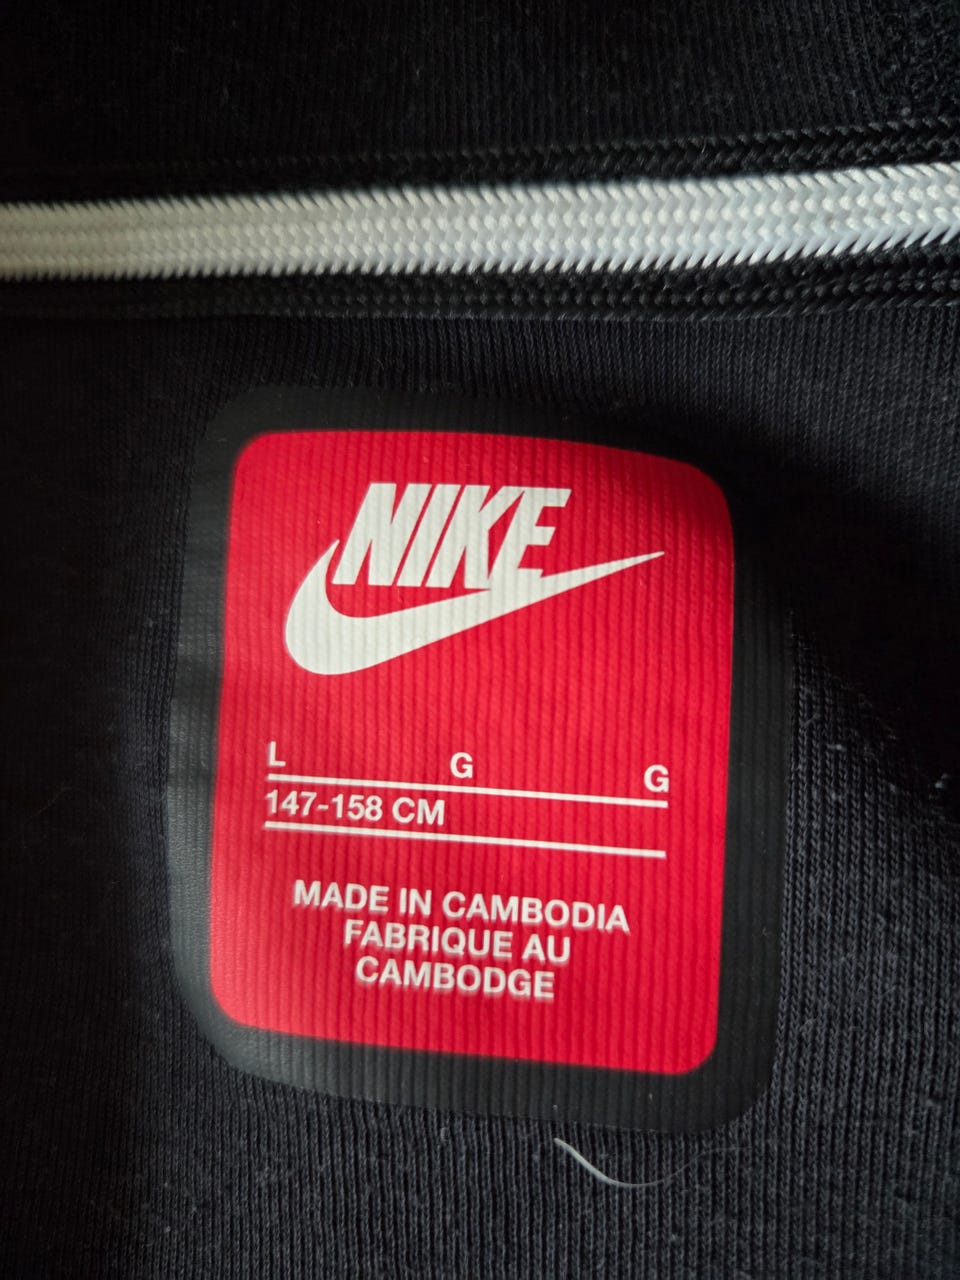 NIKE
L G G
147-158 CM
MADE IN CAMBODIA
FABRIQUE AU
CAMBODGE